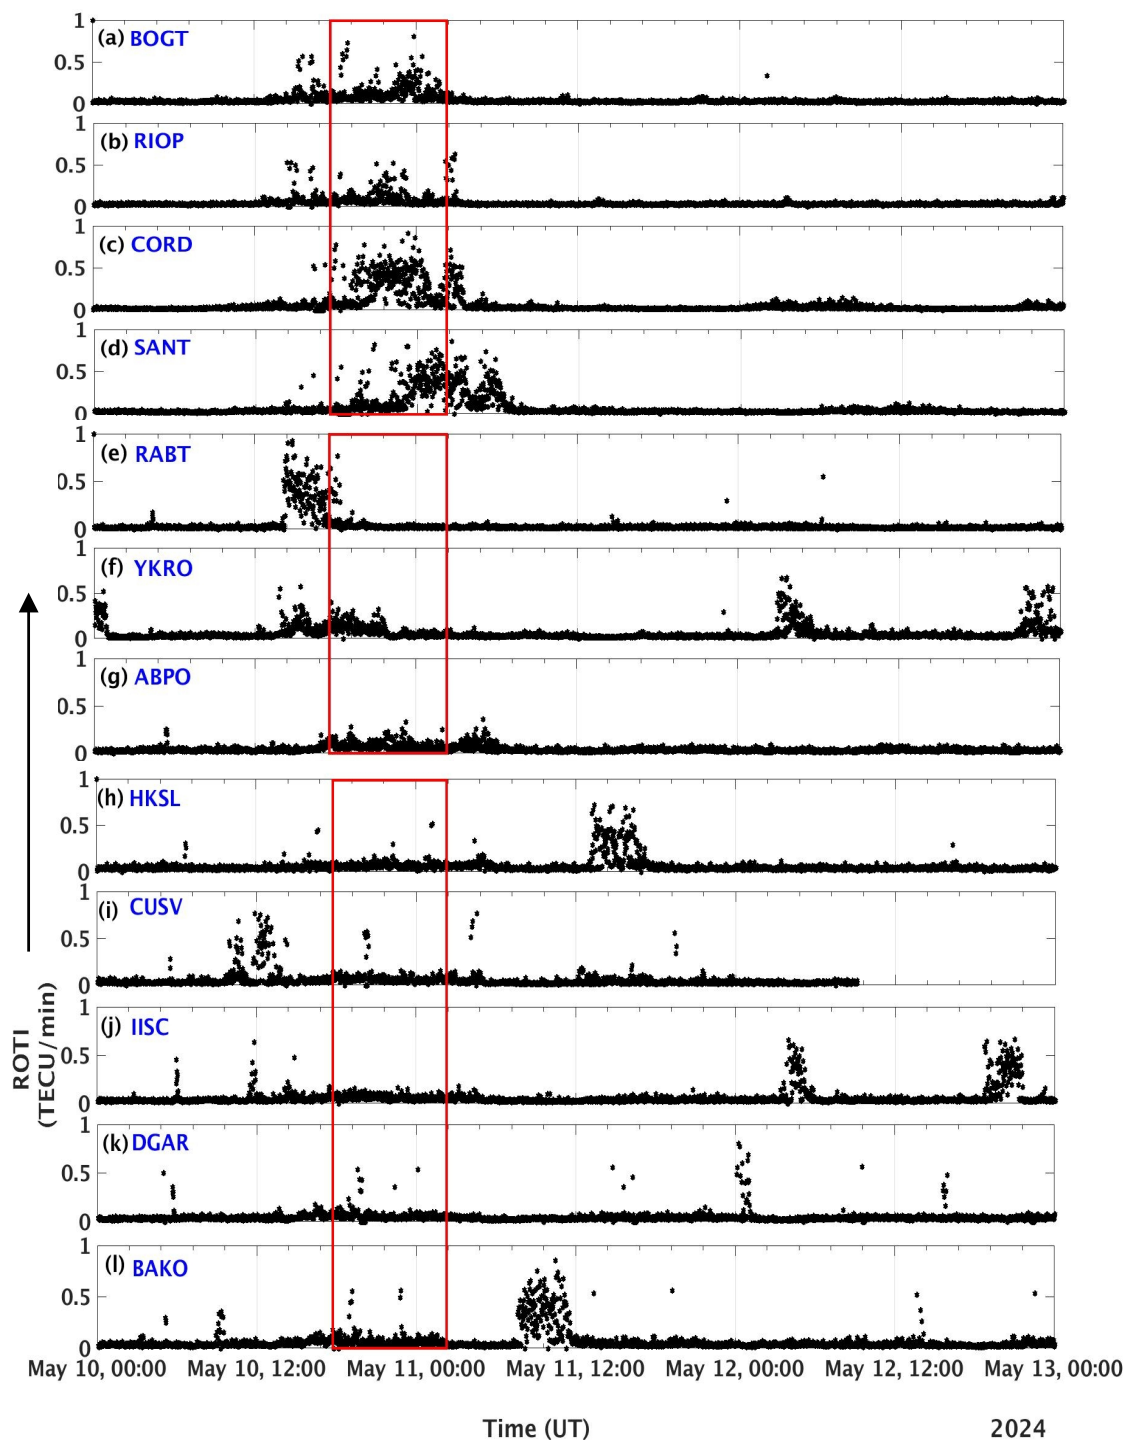 1
(a) BOGT
0.5
0
1
(b) RIOP
0.5
0
1
(c) CORD
0.5
0
1
(d) SANT
0.5
0
1
(e) RABT
0.5
0
1
(f) YKRO
0.5
0
1
(g) ABPO
0.5
0
1
(h) HKSL
0.5
0
1
(i) CUSV
0.5
0
1
(j) IISC
0.5
0
1
(k) DGAR
0.5
0
1
(l) BAKO
0.5
0
ROTI
(TECU/min)
May 10, 00:00 May 10, 12:00 May 11, 00:00 May 11, 12:00 May 12, 00:00 May 12, 12:00 May 13, 00:00
Time (UT) 2024